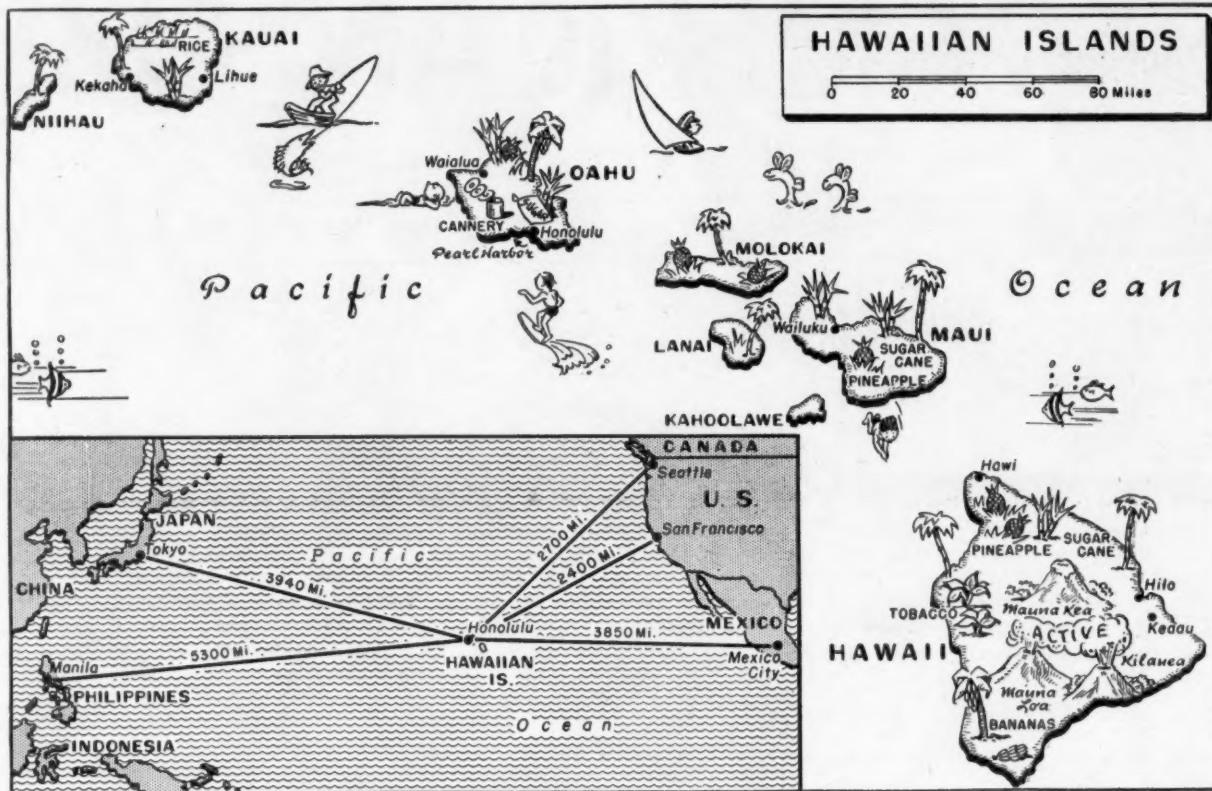 HAWAIIAN ISLANDS
0 20 40 60 80 Miles
KAUAI
RICE
Kekaha
Lihue
NIIHAU
Waialua
OAHU
CANNERY
Honolulu
Pearl Harbor
MOLOKAI
Pacific
Ocean
LANAI
Wailuku
MAUI
SUGAR
CANE
PINEAPPLE
KAHOOLAWE
Hawi
PINEAPPLE
SUGAR
CANE
Hilo
TOBACCO
Mauna Kea
Keaau
ACTIVE
HAWAII
Kilauea
Mauna
Loa
BANANAS
CANADA
Seattle
U. S.
San Francisco
JAPAN
Tokyo
Pacific
2700 MI.
2400 MI.
CHINA
3940 Mi.
Honolulu
3850 Mi.
MEXICO
Mexico
City
HAWAIIAN
IS.
5300 Mi.
Manila
PHILIPPINES
Ocean
INDONESIA